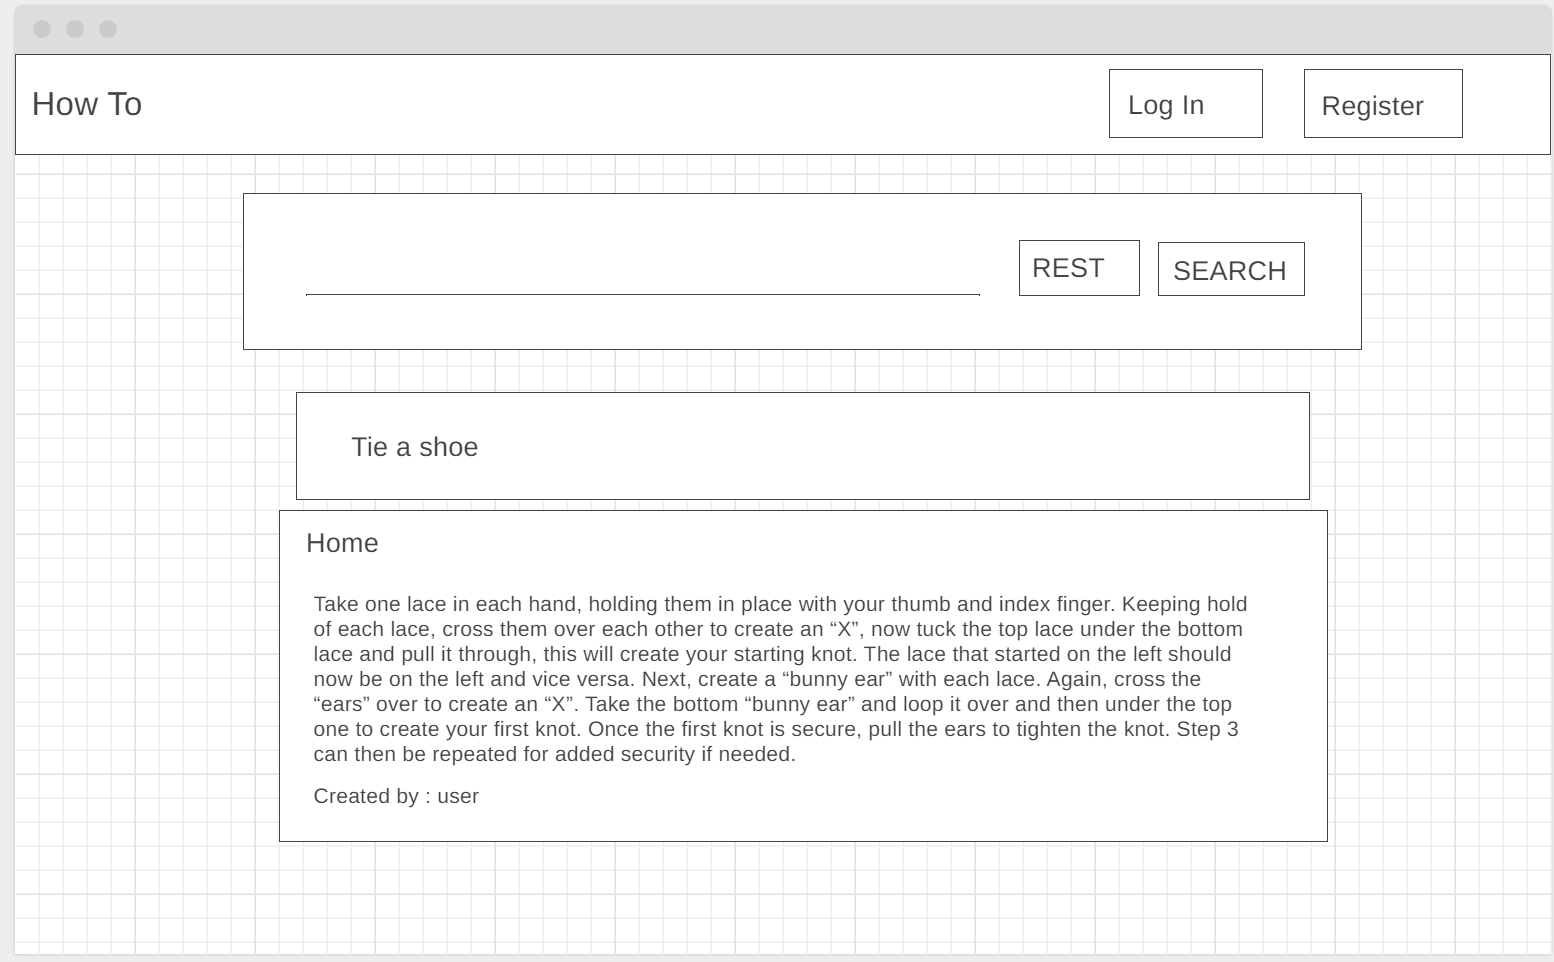 How To
Log In
Register
REST
SEARCH
Tie a shoe
Home
Take one lace in each hand, holding them in place with your thumb and index finger. Keeping hold
of each lace, cross them over each other to create an “X”, now tuck the top lace under the bottom
lace and pull it through, this will create your starting knot. The lace that started on the left should
now be on the left and vice versa. Next, create a “bunny ear” with each lace. Again, cross the
“ears” over to create an “X”. Take the bottom “bunny ear” and loop it over and then under the top
one to create your first knot. Once the first knot is secure, pull the ears to tighten the knot. Step 3
can then be repeated for added security if needed.
Created by : user